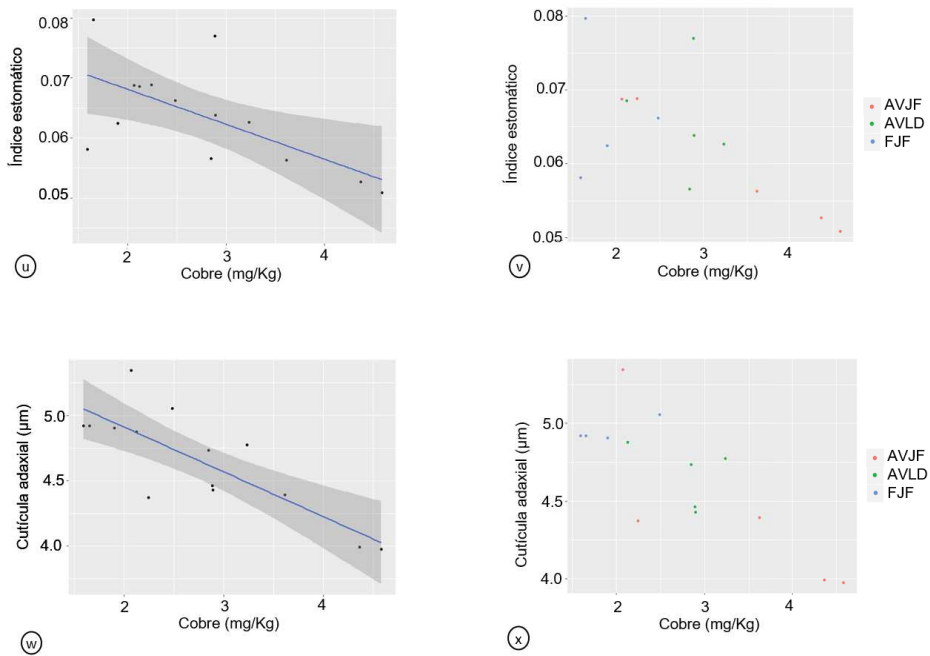 0.08
0.07
0.06
0.05
Índice estomático
2 3 4
Cobre (mg/Kg)
u
0.08
0.07
0.06
0.05
Índice estomático
2 3 4
Cobre (mg/Kg)
AVJF
AVLD
FJF
v
5.0
4.5
4.0
Cutícula adaxial (µm)
2 3 4
Cobre (mg/Kg)
w
5.0
4.5
4.0
Cutícula adaxial (µm)
2 3 4
Cobre (mg/Kg)
AVJF
AVLD
FJF
x